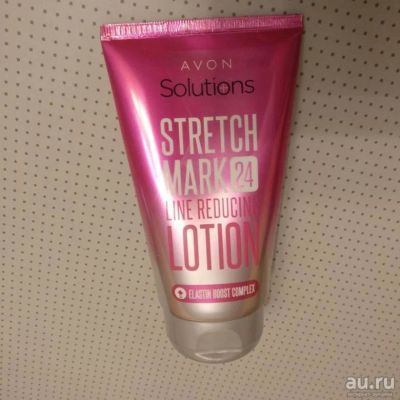 AVON
Solutions
STRETCH
MARK 24
LINE REDUCING
LOTION
ELASTIN BOOST COMPLEX
au.ru